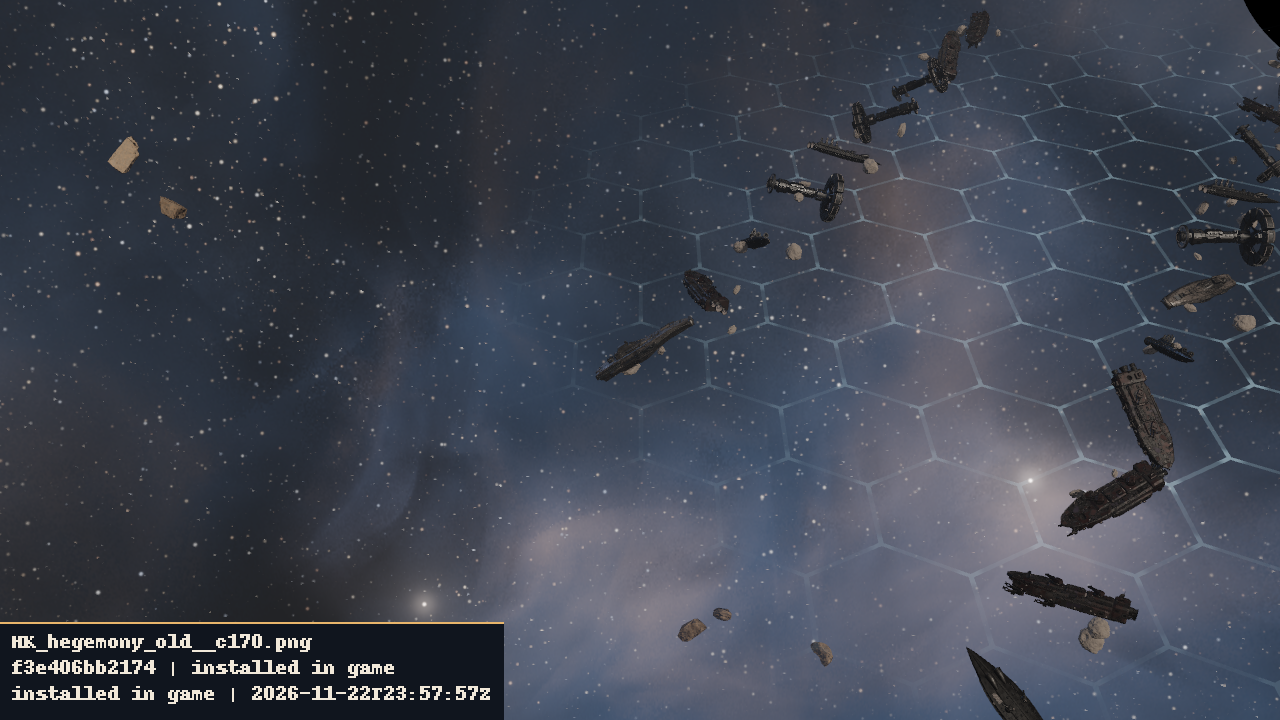 HK_hegemony_old__c170.png
f3e406bb2174 | installed in game
installed in game | 2026-11-22T23:57:57Z